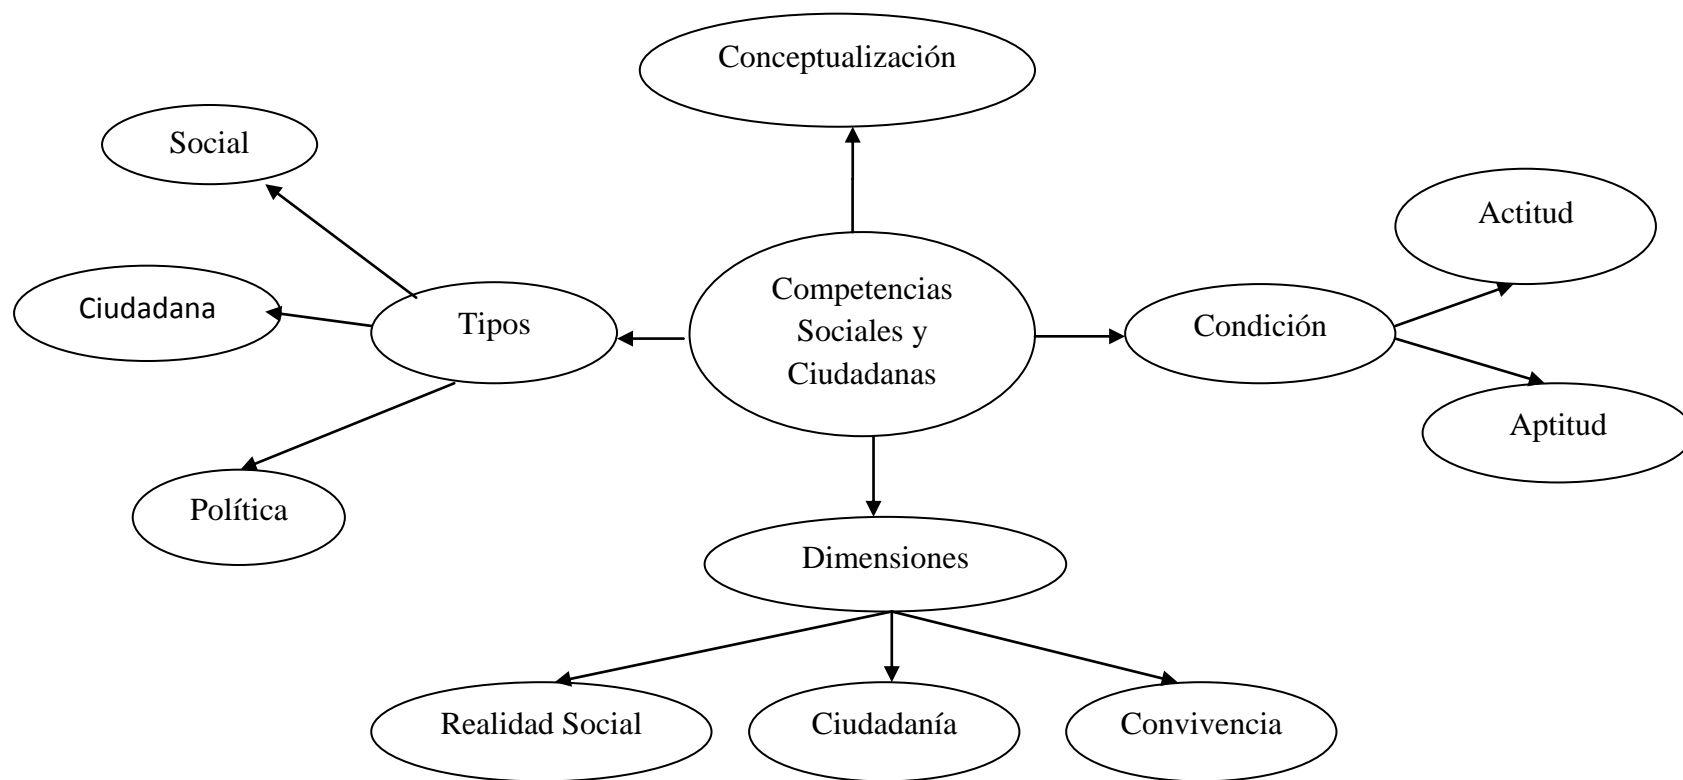 Conceptualización
Social
Actitud
Competencias
Sociales y
Ciudadanas
Ciudadana
Tipos
Condición
Aptitud
Política
Dimensiones
Realidad Social
Ciudadanía
Convivencia